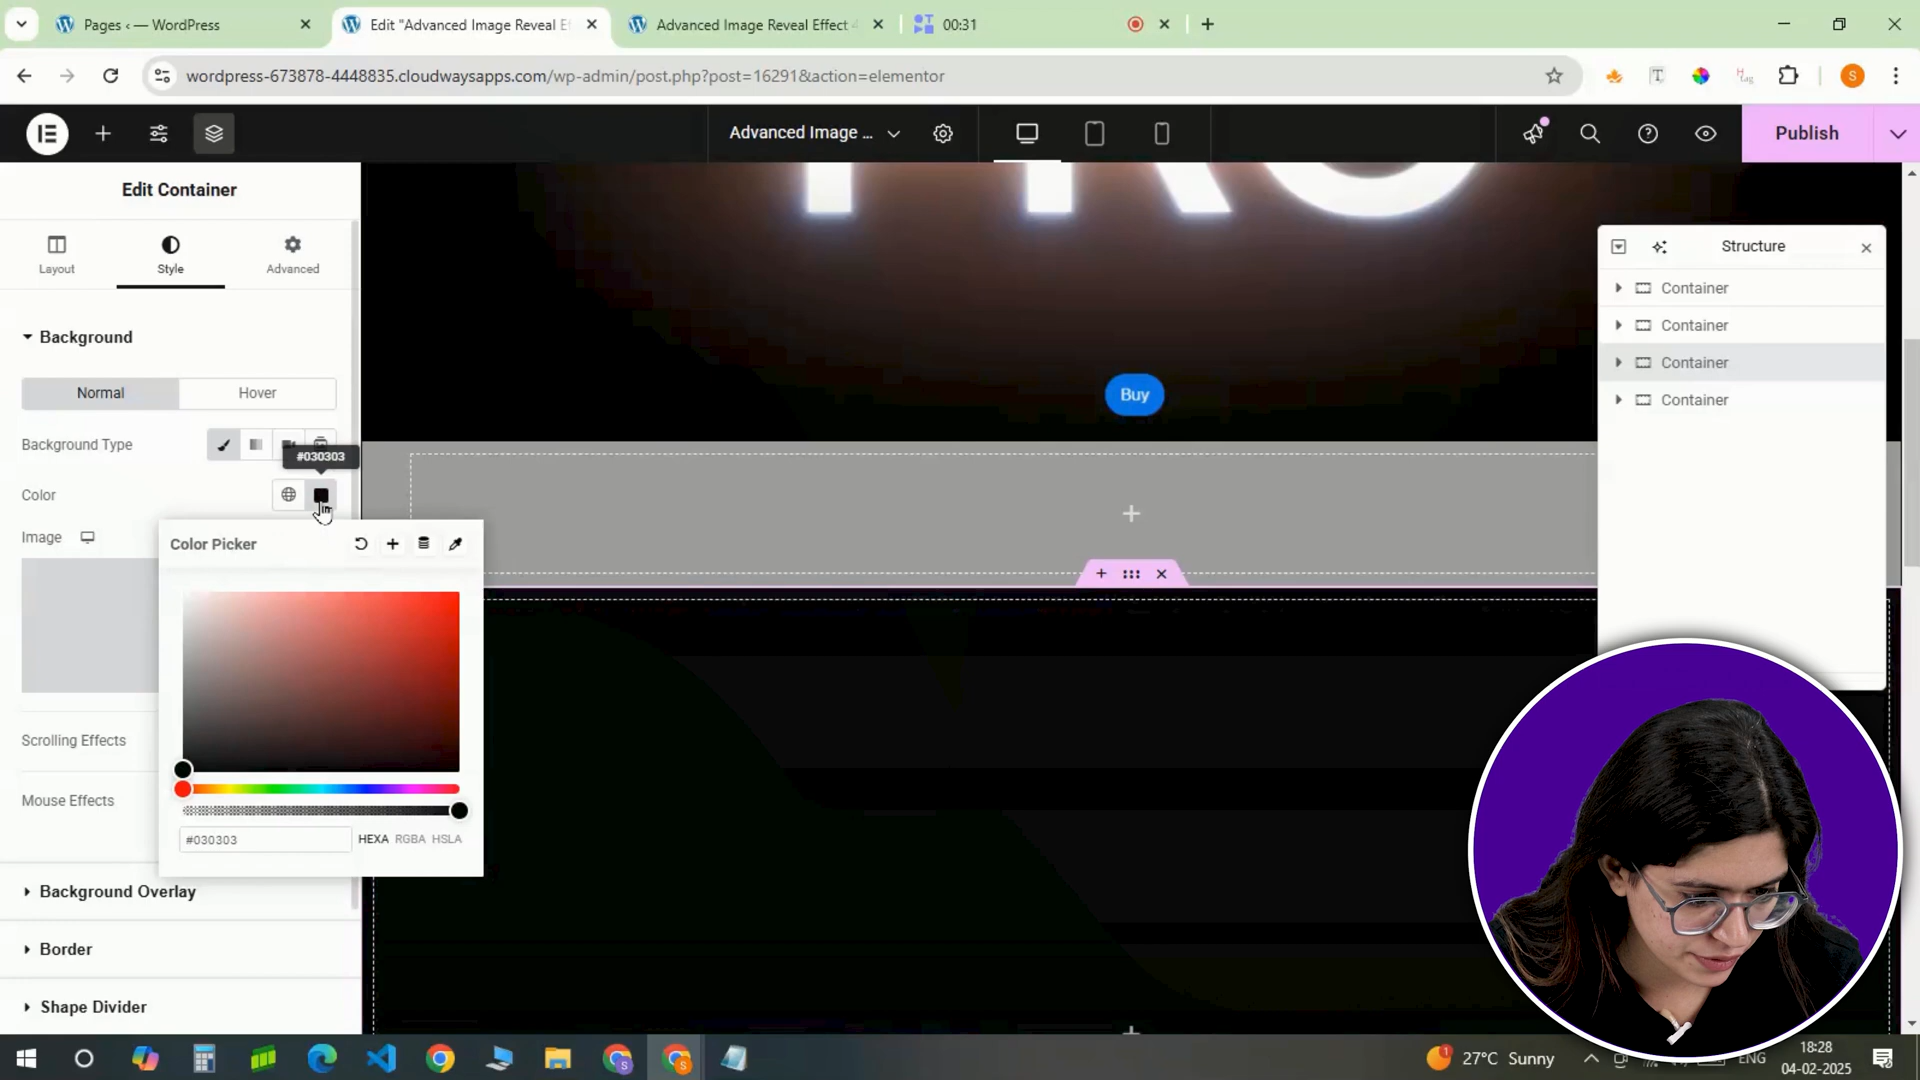 Pages ‹ — WordPress
Edit "Advanced Image Reveal E
Advanced Image Reveal Effect
00:31
wordpress-673878-4448835.cloudwaysapps.com/wp-admin/post.php?post=16291&action=elementor
S
Advanced Image ...
Publish
Edit Container
Layout
Style
Advanced
Background
Normal
Hover
Background Type
#030303
Color
Image
Color Picker
#030303
HEXA
RGBA
HSLA
Scrolling Effects
Mouse Effects
Background Overlay
Border
Shape Divider
PRO
Buy
Structure
Container
Container
Container
Container
27°C Sunny
ENG
18:28
04-02-2025